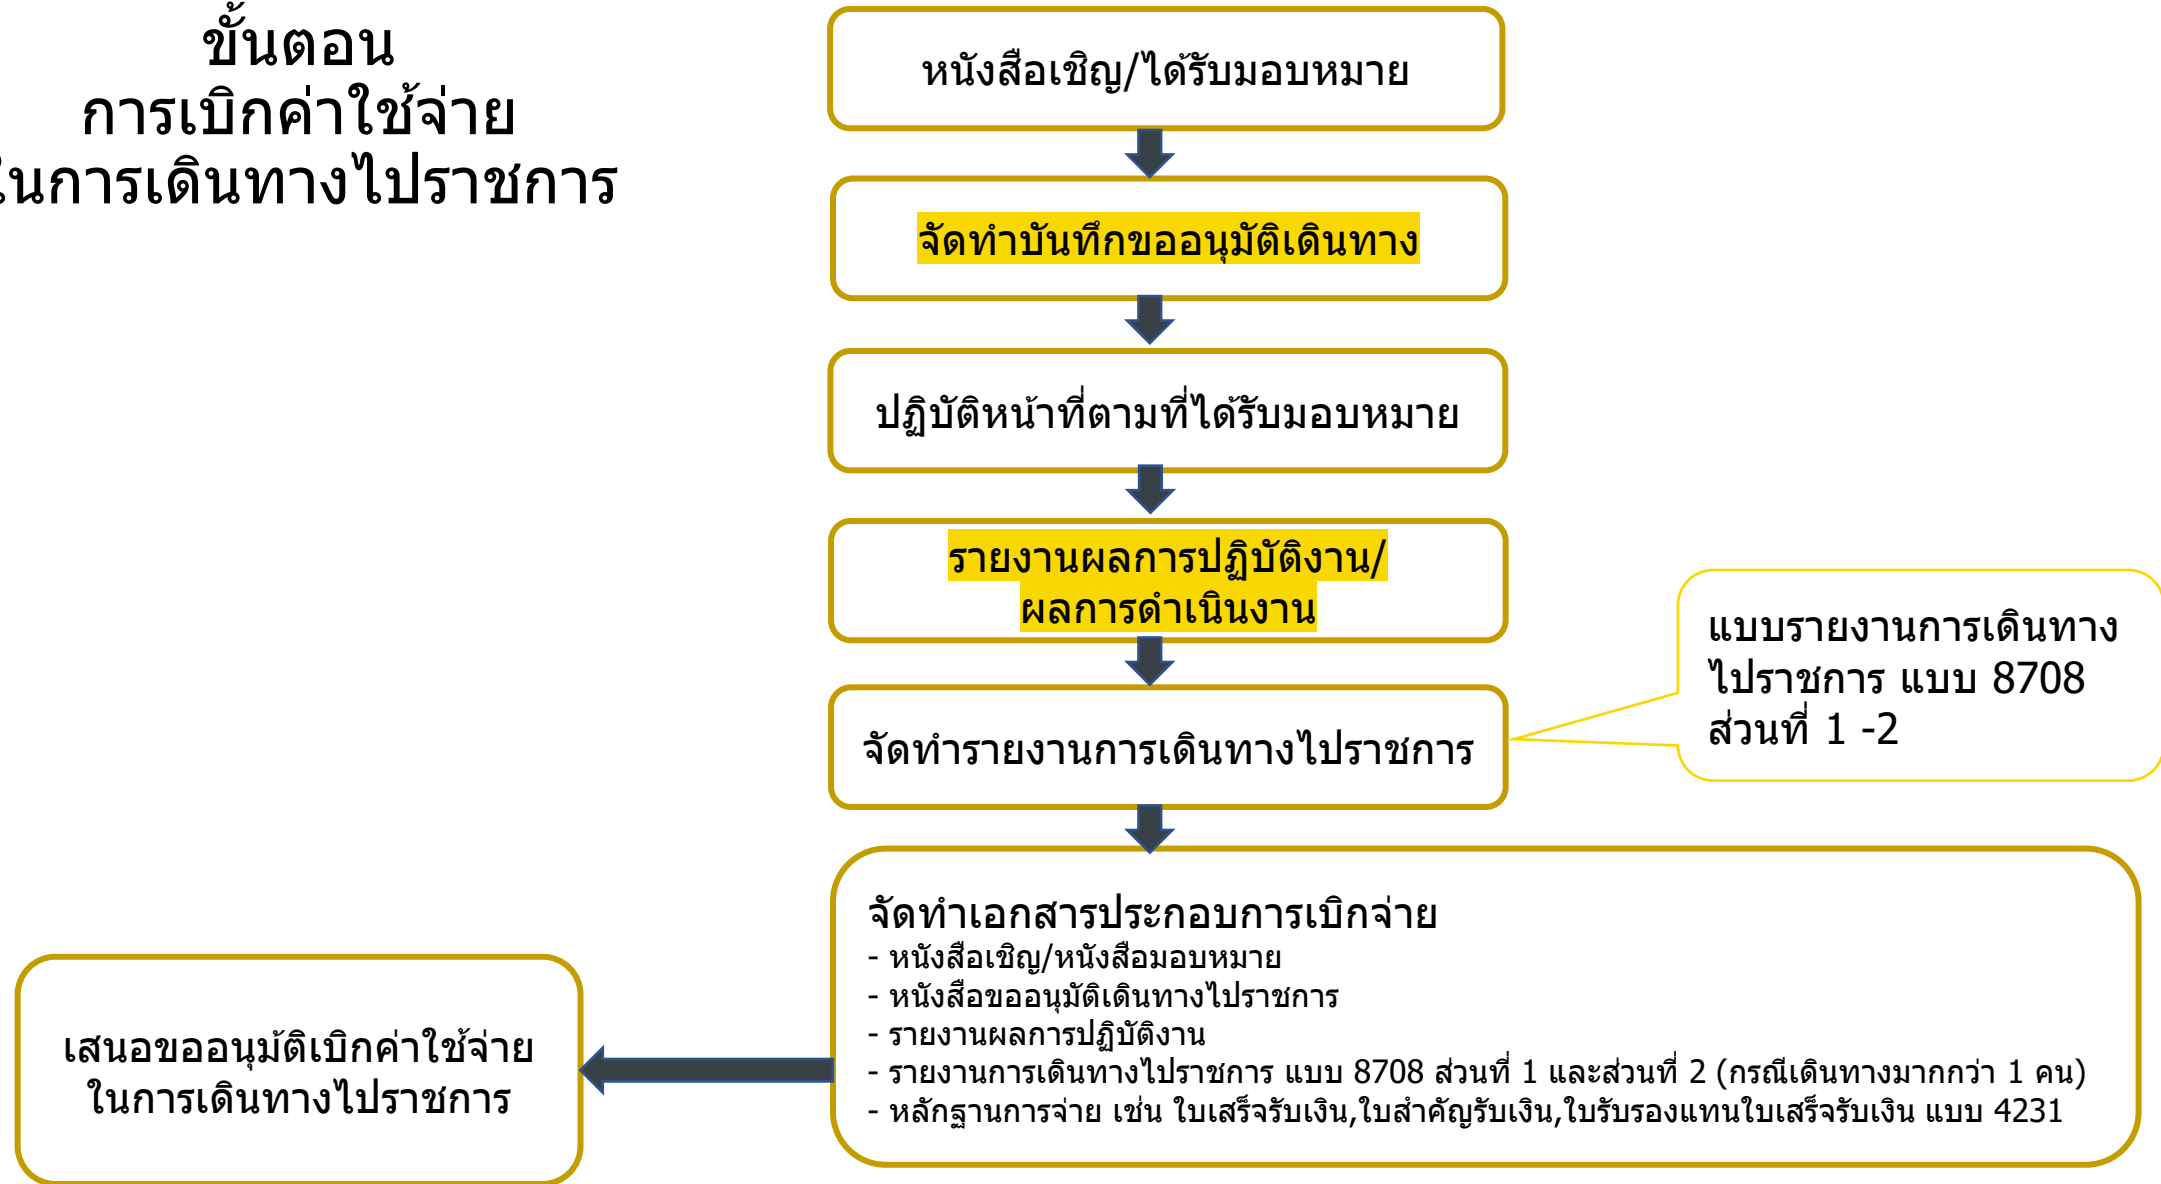 ขั้นตอน
การเบิกค่าใช้จ่าย
ในการเดินทางไปราชการ
หนังสือเชิญ/ได้รับมอบหมาย
จัดทำบันทึกขออนุมัติเดินทาง
ปฏิบัติหน้าที่ตามที่ได้รับมอบหมาย
รายงานผลการปฏิบัติงาน/
ผลการดำเนินงาน
จัดทำรายงานการเดินทางไปราชการ
แบบรายงานการเดินทาง
ไปราชการ แบบ 8708
ส่วนที่ 1 -2
จัดทำเอกสารประกอบการเบิกจ่าย
- หนังสือเชิญ/หนังสือมอบหมาย
- หนังสือขออนุมัติเดินทางไปราชการ
- รายงานผลการปฏิบัติงาน
- รายงานการเดินทางไปราชการ แบบ 8708 ส่วนที่ 1 และส่วนที่ 2 (กรณีเดินทางมากกว่า 1 คน)
- หลักฐานการจ่าย เช่น ใบเสร็จรับเงิน,ใบสำคัญรับเงิน,ใบรับรองแทนใบเสร็จรับเงิน แบบ 4231
เสนอขออนุม้ติเบิกค่าใช้จ่าย
ในการเดินทางไปราชการ